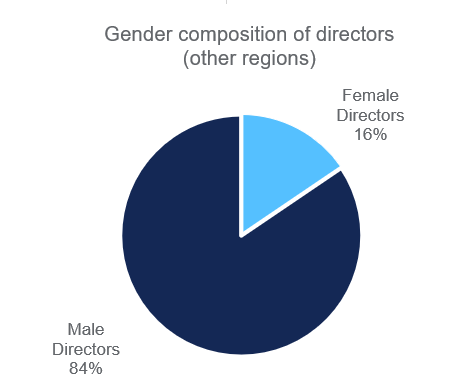 Gender composition of directors
(other regions)
Female
Directors
16%
Male
Directors
84%